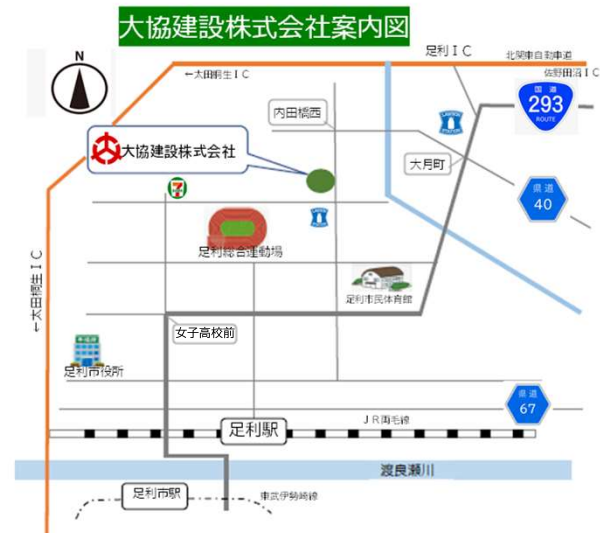 大協建設株式会社案内図
N
足利ＩＣ
北関東自動車道
←太田桐生ＩＣ
佐野田沼ＩＣ
国道
293
ROUTE
LAWSON
STATION
内田橋西
大協建設株式会社
大月町
7
県道
40
足利総合運動場
足利市民体育館
←太田桐生ＩＣ
女子高校前
足利市役所
県道
67
ＪＲ両毛線
足利駅
渡良瀬川
足利市駅
東武伊勢崎線